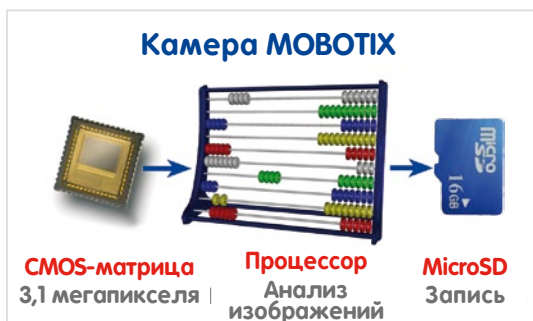 Камера MOBOTIX
micro
SD
16GB
CMOS-матрица
3,1 мегапикселя
Процессор
Анализ
изображений
MicroSD
Запись